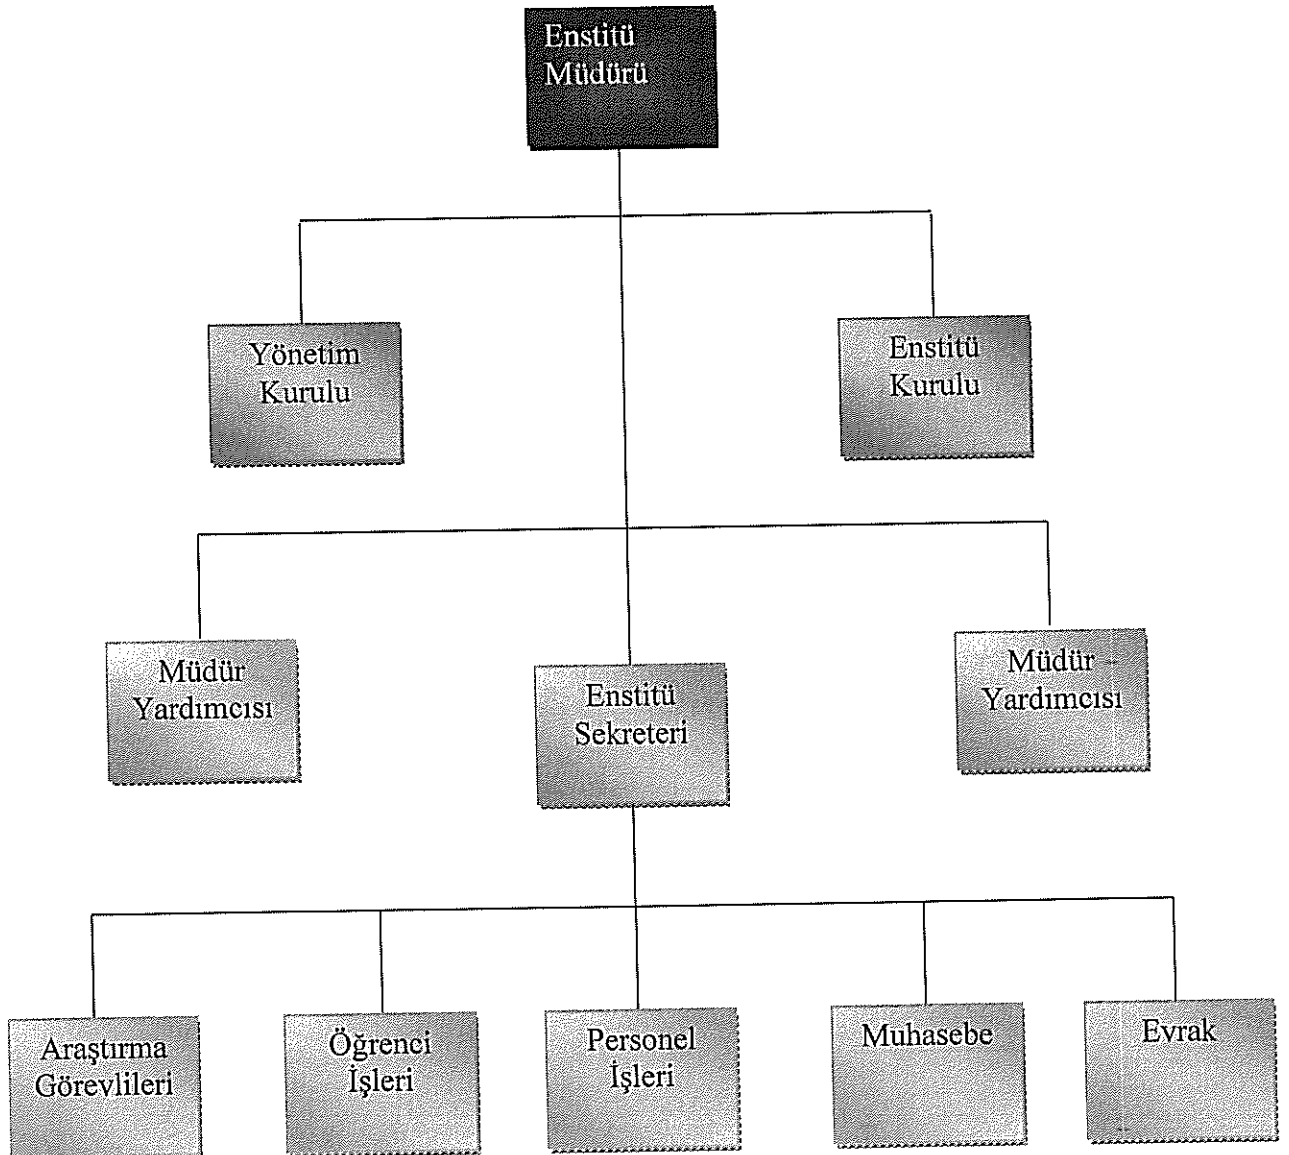 Enstitü
Müdürü
Yönetim
Kurulu
Enstitü
Kurulu
Müdür
Yardımcısı
Enstitü
Sekreteri
Müdür
Yardımcısı
Araştırma
Görevlileri
Öğrenci
İşleri
Personel
İşleri
Muhasebe
Evrak